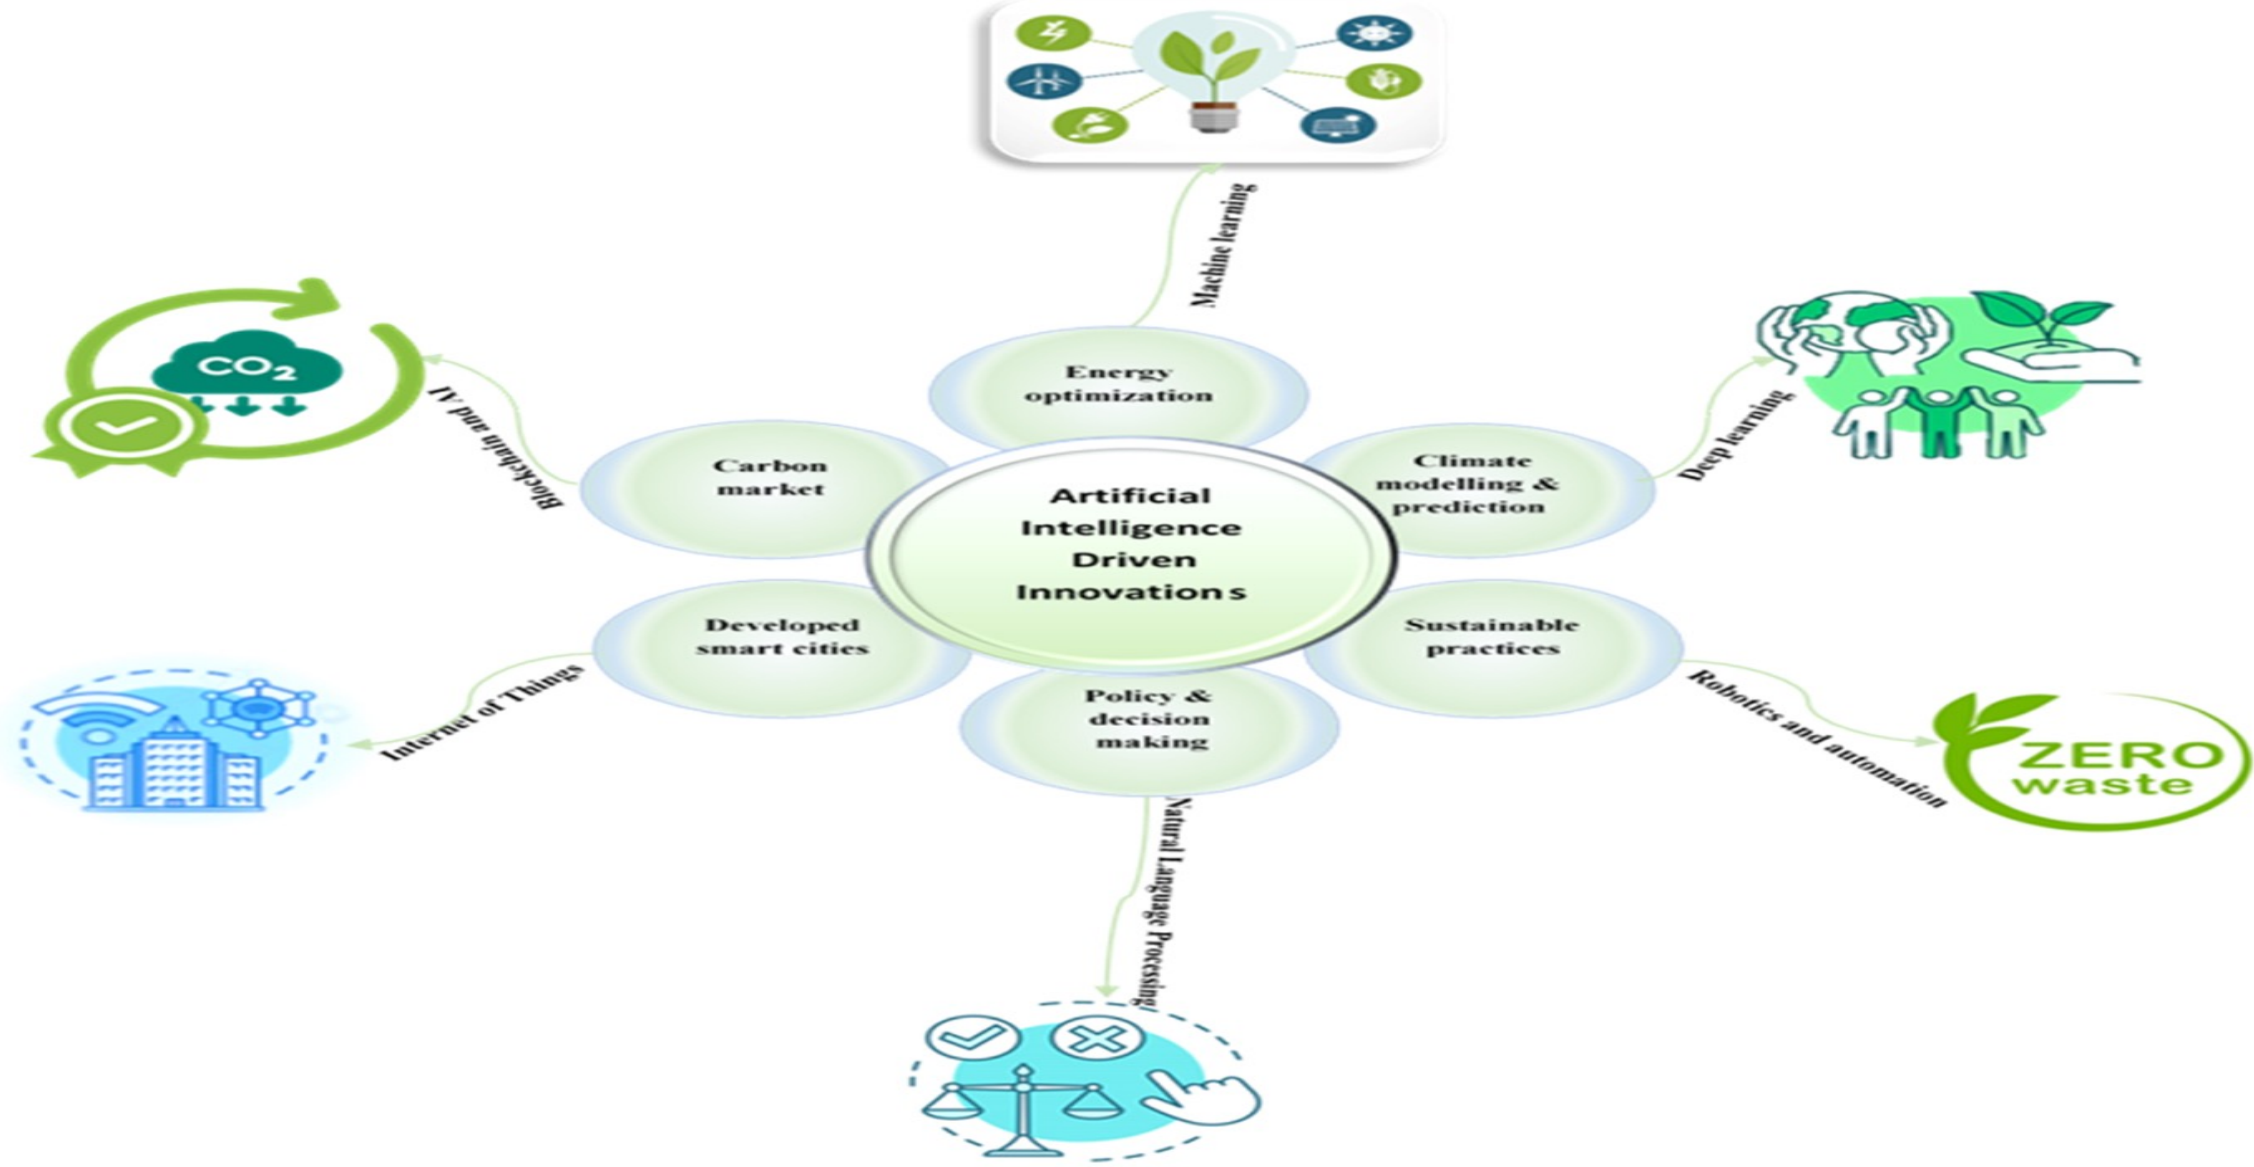 Machine learning
Energy
optimization
CO2
Blockchain and AI
Carbon
market
Climate
modelling &
prediction
Deep learning
Artificial
Intelligence
Driven
Innovations
Developed
smart cities
Internet of Things
Sustainable
practices
Robotics and automation
ZERO
waste
Policy &
decision
making
Natural Language Processing